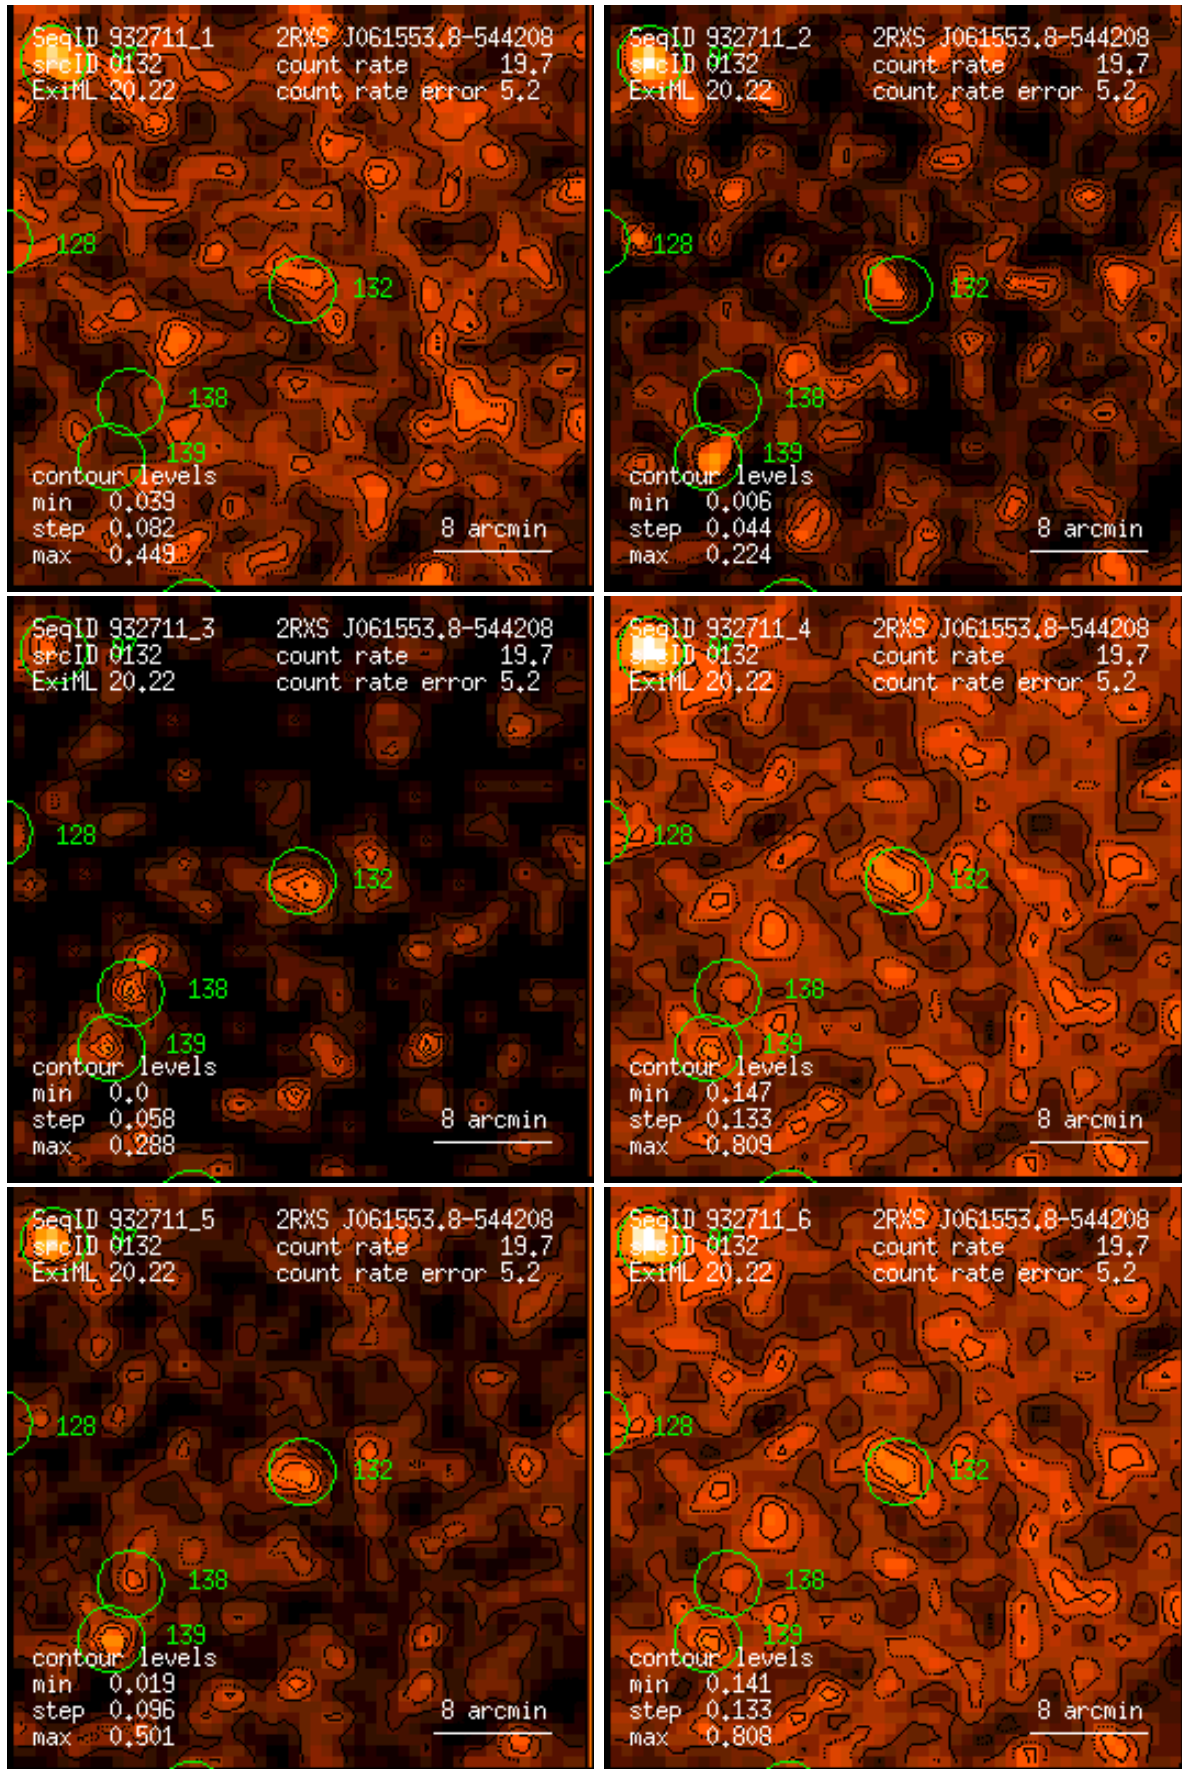 SeqID 932711_1 2RXS J061553.8-544208
srcID 0132 97 count rate 19.7
ExiML 20.22 count rate error 5.2
128
132
138
139
contour levels
min 0.039
step 0.082 8 arcmin
max 0.449
SeqID 932711_2 2RXS J061553.8-544208
srcID 0132 97 count rate 19.7
ExiML 20.22 count rate error 5.2
128
132
138
139
contour levels
min 0.006
step 0.044 8 arcmin
max 0.224
SeqID 932711_3 2RXS J061553.8-544208
srcID 0132 97 count rate 19.7
ExiML 20.22 count rate error 5.2
128
132
138
139
contour levels
min 0.0
step 0.058 8 arcmin
max 0.288
SeqID 932711_4 2RXS J061553.8-544208
srcID 0132 97 count rate 19.7
ExiML 20.22 count rate error 5.2
128
132
138
139
contour levels
min 0.147
step 0.133 8 arcmin
max 0.809
SeqID 932711_5 2RXS J061553.8-544208
srcID 0132 97 count rate 19.7
ExiML 20.22 count rate error 5.2
128
132
138
139
contour levels
min 0.019
step 0.096 8 arcmin
max 0.501
SeqID 932711_6 2RXS J061553.8-544208
srcID 0132 97 count rate 19.7
ExiML 20.22 count rate error 5.2
128
132
138
139
contour levels
min 0.141
step 0.133 8 arcmin
max 0.808